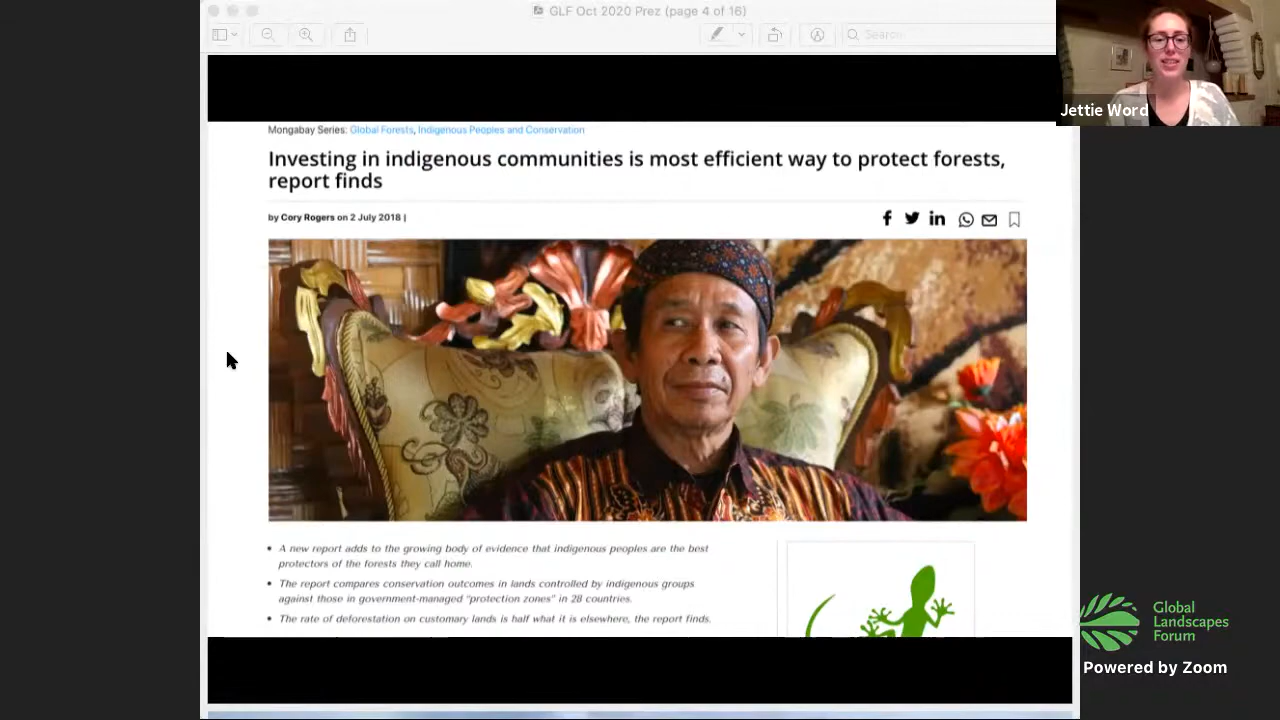 GLF Oct 2020 Prez (page 4 of 16)
Search
Jettie Word
Mongabay Series: Global Forests, Indigenous Peoples and Conservation
Investing in indigenous communities is most efficient way to protect forests,
report finds
by Cory Rogers on 2 July 2018 |
A new report adds to the growing body of evidence that indigenous peoples are the best
protectors of the forests they call home.
The report compares conservation outcomes in lands controlled by indigenous groups
against those in government-managed “protection zones” in 28 countries.
The rate of deforestation on customary lands is half what it is elsewhere, the report finds.
Global
Landscapes
Forum
Powered by Zoom